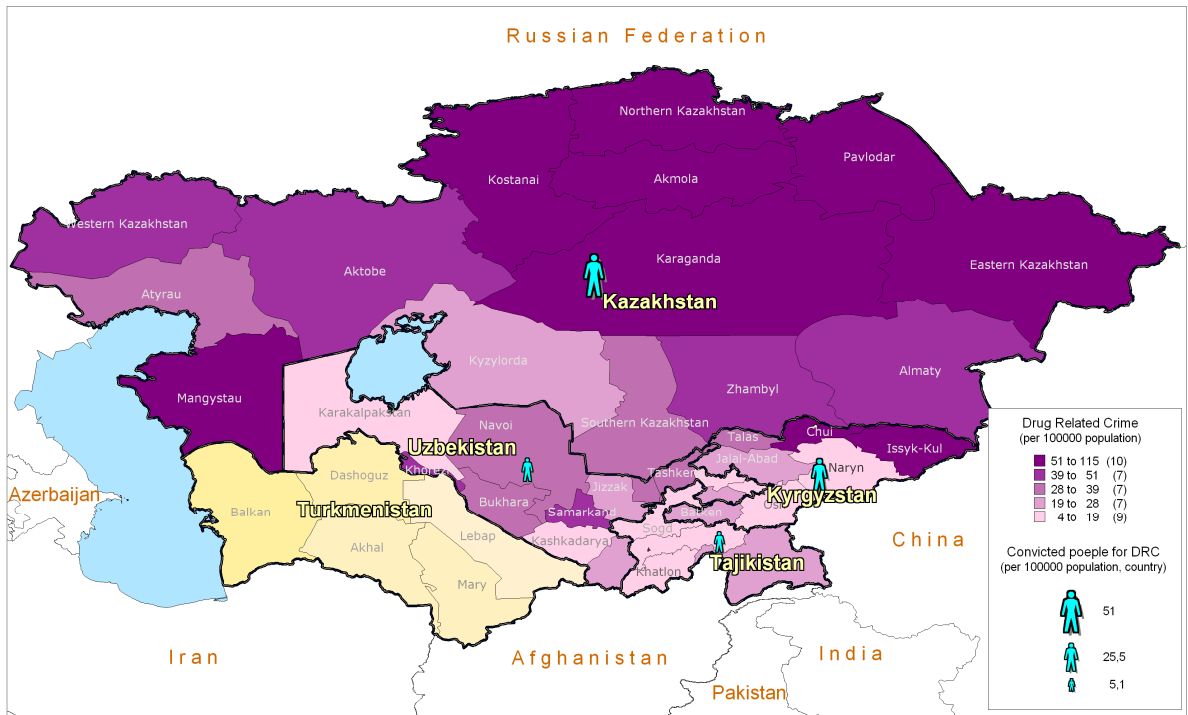 Russian Federation
Northern Kazakhstan
Pavlodar
Kostanai
Akmola
Western Kazakhstan
Karaganda
Eastern Kazakhstan
Aktobe
Atyrau
Kazakhstan
Kyzylorda
Almaty
Zhambyl
Mangystau
Karakalpakstan
Southern Kazakhstan
Navoi
Chui
Talas
Issyk-Kul
Uzbekistan
Jalal-Abad
Naryn
Dashoguz
Khorezm
Tashkent
Jizzak
Azerbaijan
Kyrgyzstan
Bukhara
Osh
Balkan
Turkmenistan
Samarkand
Batken
Sogd
Lebap
Kashkadarya
Akhal
Tajikistan
Khatlon
Mary
China
Iran
Afghanistan
India
Pakistan
Drug Related Crime
(per 100000 population)
51 to 115 (10)
39 to 51 (7)
28 to 39 (7)
19 to 28 (7)
4 to 19 (9)
Convicted poeple for DRC
(per 100000 population, country)
51
25,5
5,1